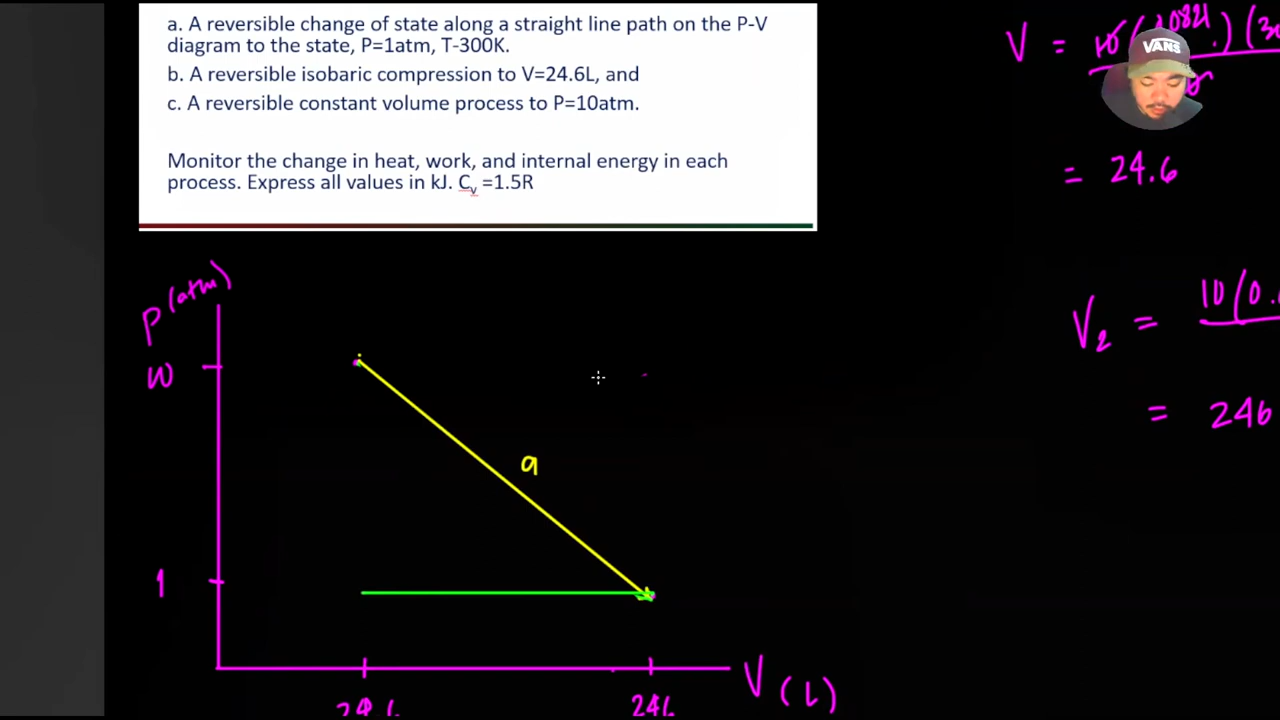 a. A reversible change of state along a straight line path on the P-V
diagram to the state, P=1atm, T-300K.
b. A reversible isobaric compression to V=24.6L, and
c. A reversible constant volume process to P=10atm.
Monitor the change in heat, work, and internal energy in each
process. Express all values in kJ. Cv =1.5R
VANS
V =
= 24.6
V2 = 10(0.
= 246
P (atm)
10
a
1
V (L)
246